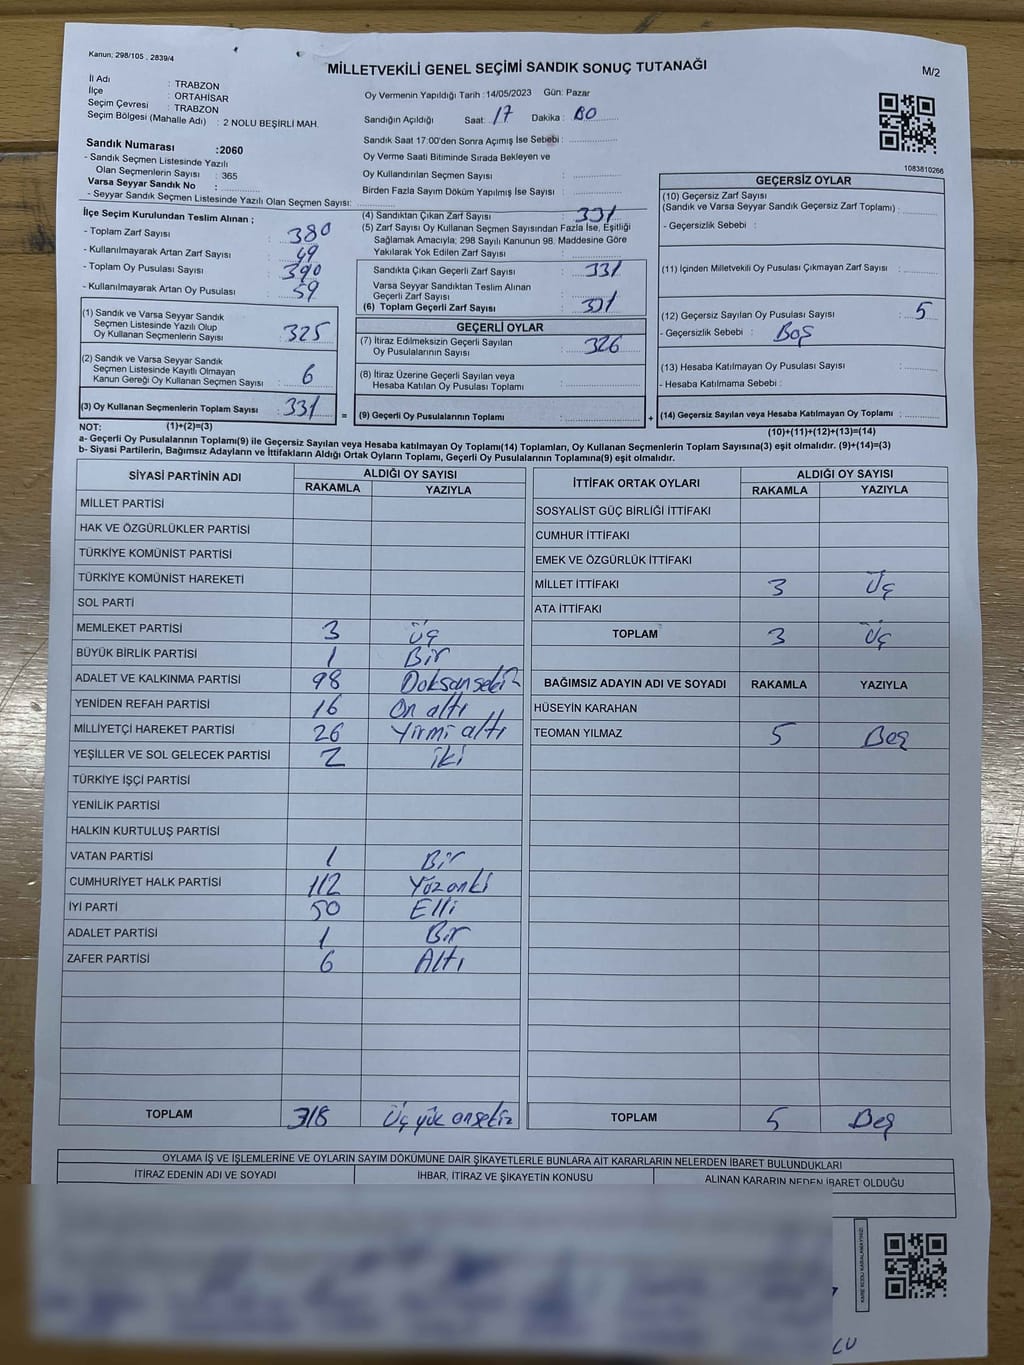 Kanun; 298/105 , 2839/4
MİLLETVEKİLİ GENEL SEÇİMİ SANDIK SONUÇ TUTANAĞI
M/2
İl Adı : TRABZON
İlçe : ORTAHİSAR
Seçim Çevresi : TRABZON
Seçim Bölgesi (Mahalle Adı) : 2 NOLU BEŞİRLİ MAH.
Sandık Numarası :2060
- Sandık Seçmen Listesinde Yazılı
Olan Seçmenlerin Sayısı : 365
Varsa Seyyar Sandık No :
- Seyyar Sandık Seçmen Listesinde Yazılı Olan Seçmen Sayısı:
Oy Vermenin Yapıldığı Tarih :14/05/2023 Gün: Pazar
Sandığın Açıldığı Saat: 17 Dakika :
Sandık Saat 17:00'den Sonra Açımış İse Sebebi :
Oy Verme Saati Bitiminde Sırada Bekleyen ve
Oy Kullandırılan Seçmen Sayısı :
Birden Fazla Sayım Döküm Yapılmış İse Sayısı :
1083810266
İlçe Seçim Kurulundan Teslim Alınan ;
- Toplam Zarf Sayısı : 380
- Kullanılmayarak Artan Zarf Sayısı : 49
- Toplam Oy Pusulası Sayısı : 390
- Kullanılmayarak Artan Oy Pusulası : 59
(1) Sandık ve Varsa Seyyar Sandık
Seçmen Listesinde Yazılı Olup
Oy Kullanan Seçmenlerin Sayısı : 325
(2) Sandık ve Varsa Seyyar Sandık
Seçmen Listesinde Kayıtlı Olmayan
Kanun Gereği Oy Kullanan Seçmen Sayısı : 6
(3) Oy Kullanan Seçmenlerin Toplam Sayısı : 331
(4) Sandıktan Çıkan Zarf Sayısı : 331
(5) Zarf Sayısı Oy Kullanan Seçmen Sayısından Fazla İse, Eşitliği
Sağlamak Amacıyla; 298 Sayılı Kanunun 98. Maddesine Göre
Yakılarak Yok Edilen Zarf Sayısı :
Sandıkta Çıkan Geçerli Zarf Sayısı : 331
Varsa Seyyar Sandıktan Teslim Alınan
Geçerli Zarf Sayısı :
(6) Toplam Geçerli Zarf Sayısı : 331
GEÇERLİ OYLAR
(7) İtiraz Edilmeksizin Geçerli Sayılan
Oy Pusulalarının Sayısı : 326
(8) İtiraz Üzerine Geçerli Sayılan veya
Hesaba Katılan Oy Pusulası Toplamı :
= (9) Geçerli Oy Pusulalarının Toplamı :
GEÇERSİZ OYLAR
(10) Geçersiz Zarf Sayısı
(Sandık ve Varsa Seyyar Sandık Geçersiz Zarf Toplamı) :
- Geçersizlik Sebebi :
(11) İçinden Milletvekili Oy Pusulası Çıkmayan Zarf Sayısı :
(12) Geçersiz Sayılan Oy Pusulası Sayısı : 5
- Geçersizlik Sebebi : Boş
(13) Hesaba Katılmayan Oy Pusulası Sayısı :
- Hesaba Katılmama Sebebi :
+ (14) Geçersiz Sayılan veya Hesaba Katılmayan Oy Toplamı :
NOT: (1)+(2)=(3)
(10)+(11)+(12)+(13)=(14)
a- Geçerli Oy Pusulalarının Toplamı(9) ile Geçersiz Sayılan veya Hesaba katılmayan Oy Toplamı(14) Toplamları, Oy Kullanan Seçmenlerin Toplam Sayısına(3) eşit olmalıdır. (9)+(14)=(3)
b- Siyasi Partilerin, Bağımsız Adayların ve İttifakların Aldığı Ortak Oyların Toplamı, Geçerli Oy Pusulalarının Toplamına(9) eşit olmalıdır.
SİYASİ PARTİNİN ADI ALDIĞI OY SAYISI
RAKAMLA YAZIYLA
MİLLET PARTİSİ
HAK VE ÖZGÜRLÜKLER PARTİSİ
TÜRKİYE KOMÜNİST PARTİSİ
TÜRKİYE KOMÜNİST HAREKETİ
SOL PARTİ
MEMLEKET PARTİSİ 3 Üç
BÜYÜK BİRLİK PARTİSİ 1 Bir
ADALET VE KALKINMA PARTİSİ 98 Doksansekiz
YENİDEN REFAH PARTİSİ 16 On altı
MİLLİYETÇİ HAREKET PARTİSİ 26 Yirmi altı
YEŞİLLER VE SOL GELECEK PARTİSİ 2 iki
TÜRKİYE İŞÇİ PARTİSİ
YENİLİK PARTİSİ
HALKIN KURTULUŞ PARTİSİ
VATAN PARTİSİ 1 Bir
CUMHURİYET HALK PARTİSİ 112 Yüzoniki
İYİ PARTİ 50 Elli
ADALET PARTİSİ 1 Bir
ZAFER PARTİSİ 6 Altı
TOPLAM 318 Üç yüz onsekiz
İTTİFAK ORTAK OYLARI ALDIĞI OY SAYISI
RAKAMLA YAZIYLA
SOSYALİST GÜÇ BİRLİĞİ İTTİFAKI
CUMHUR İTTİFAKI
EMEK VE ÖZGÜRLÜK İTTİFAKI
MİLLET İTTİFAKI 3 Üç
ATA İTTİFAKI
TOPLAM 3 Üç
BAĞIMSIZ ADAYIN ADI VE SOYADI RAKAMLA YAZIYLA
HÜSEYİN KARAHAN
TEOMAN YILMAZ 5 Beş
TOPLAM 5 Beş
OYLAMA İŞ VE İŞLEMLERİNE VE OYLARIN SAYIM DÖKÜMÜNE DAİR ŞİKAYETLERLE BUNLARA AİT KARARLARIN NELERDEN İBARET BULUNDUKLARI
İTİRAZ EDENİN ADI VE SOYADI İHBAR, İTİRAZ VE ŞİKAYETİN KONUSU ALINAN KARARIN NEDEN İBARET OLDUĞU
KARE KODU KARALAMAYINIZ!